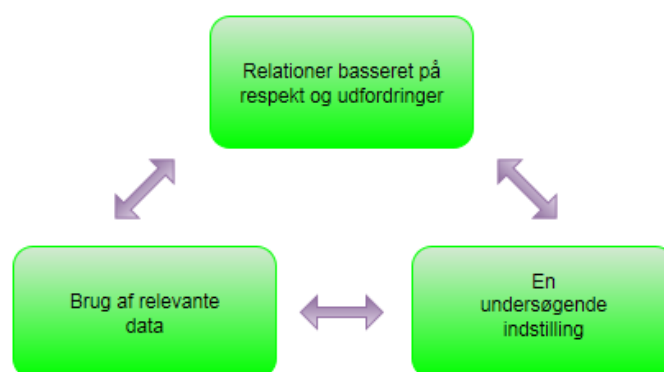 Relationer basseret på
respekt og udfordringer
Brug af relevante
data
En
undersøgende
indstilling